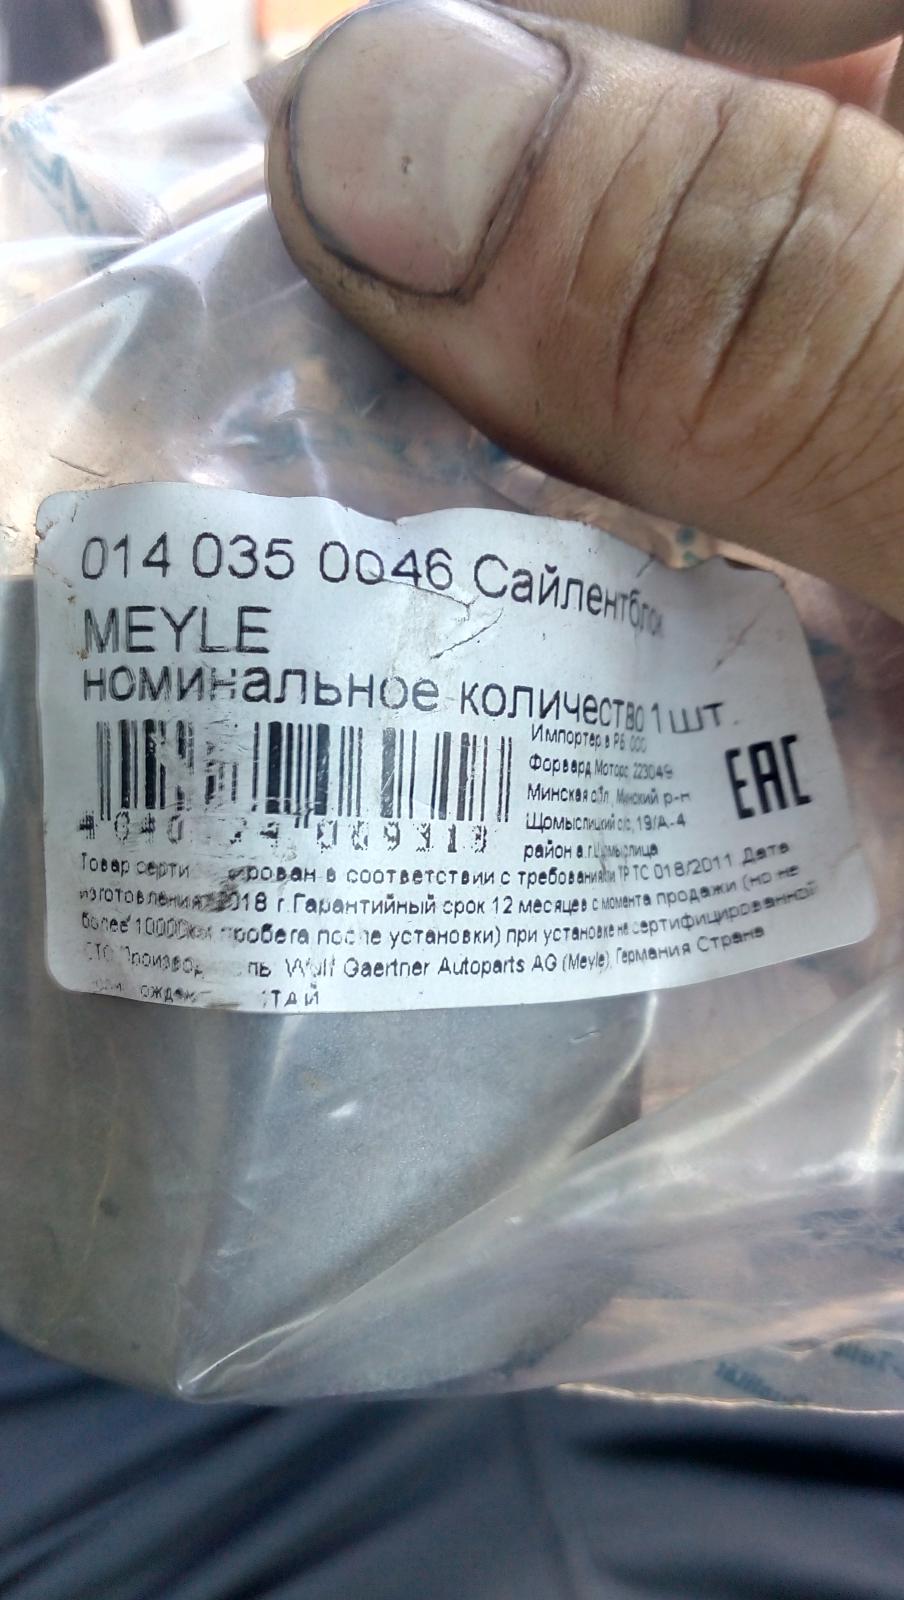 014 035 0046 Сайлентблок
MEYLE
номинальное количество 1 шт.
Импортер в РБ ООО
Форвард Моторс 223049
Минская обл, Минский р-н
Щомыслицкий с/с, 19/А-4
район а.г.Щомыслица
EAC
Товар серти рован в соответствии с требованиями ТР ТС 018/2011 Дата
изготовления 2018 г.Гарантийный срок 12 месяцев с момента продажи (но не
более 10000км пробега после установки) при установке на сертифицированной
СТО Производ ль Wulf Gaertner Autoparts AG (Meyle), Германия Страна
ТАЙ